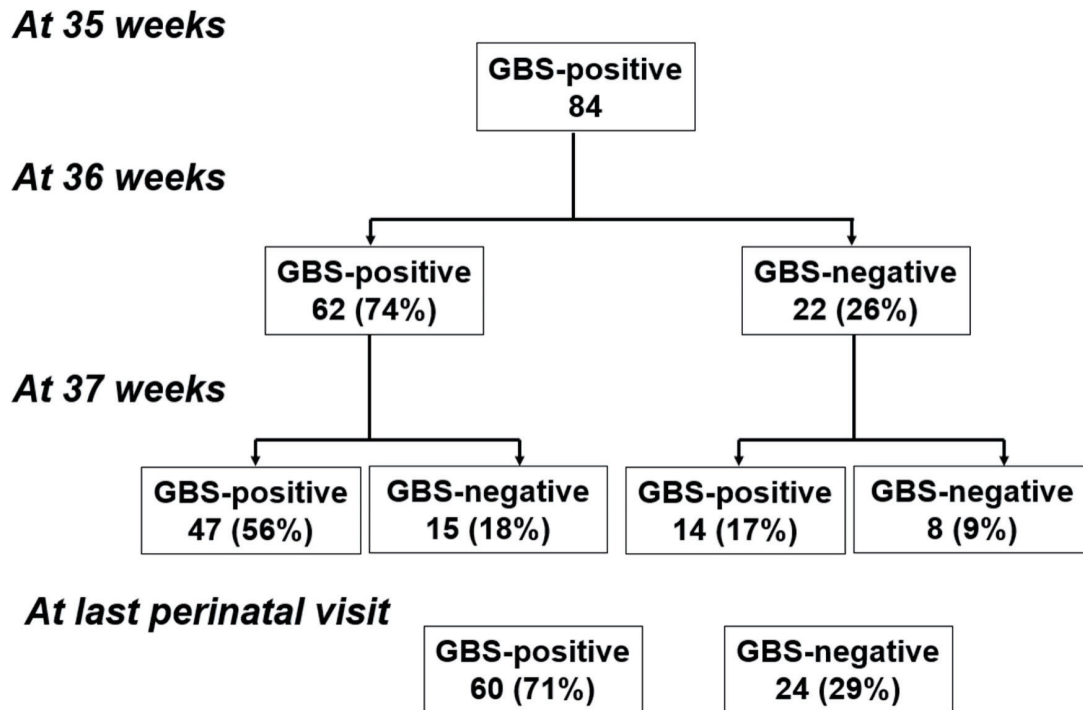 At 35 weeks
GBS-positive
84
At 36 weeks
GBS-positive
62 (74%)
GBS-negative
22 (26%)
At 37 weeks
GBS-positive
47 (56%)
GBS-negative
15 (18%)
GBS-positive
14 (17%)
GBS-negative
8 (9%)
At last perinatal visit
GBS-positive
60 (71%)
GBS-negative
24 (29%)